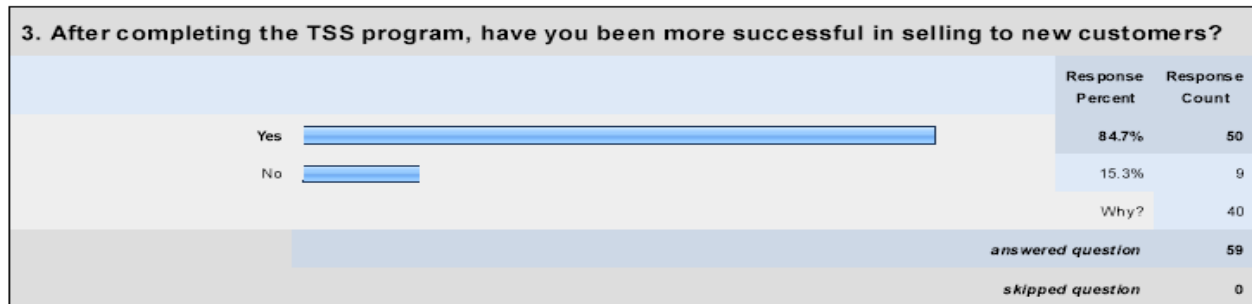 3. After completing the TSS program, have you been more successful in selling to new customers?
Response Percent Response Count
Yes 84.7% 50
No 15.3% 9
Why? 40
answered question 59
skipped question 0